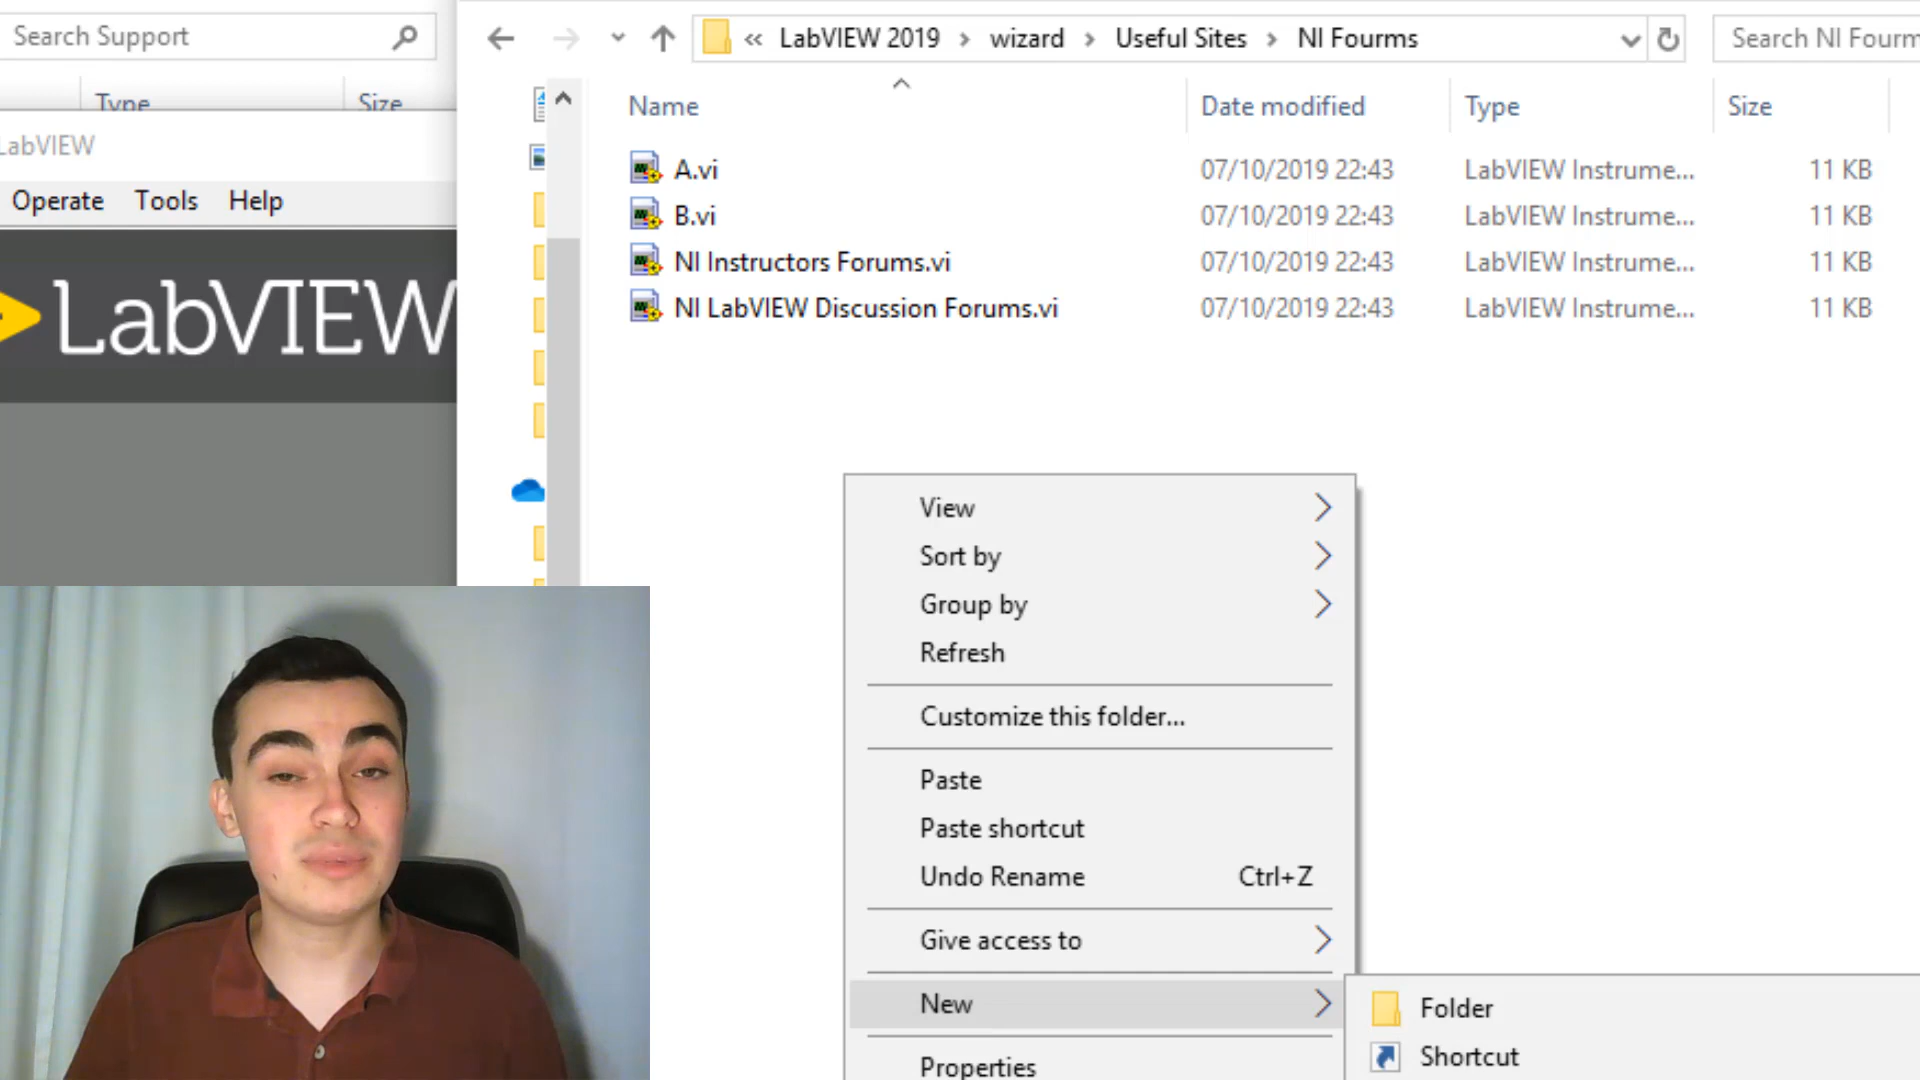 Search Support
Type Size
LabVIEW
Operate Tools Help
LabVIEW
« LabVIEW 2019 > wizard > Useful Sites > NI Fourms
Search NI Fourm
Name Date modified Type Size
A.vi 07/10/2019 22:43 LabVIEW Instrume... 11 KB
B.vi 07/10/2019 22:43 LabVIEW Instrume... 11 KB
NI Instructors Forums.vi 07/10/2019 22:43 LabVIEW Instrume... 11 KB
NI LabVIEW Discussion Forums.vi 07/10/2019 22:43 LabVIEW Instrume... 11 KB
View
Sort by
Group by
Refresh
Customize this folder...
Paste
Paste shortcut
Undo Rename Ctrl+Z
Give access to
New
Properties
Folder
Shortcut